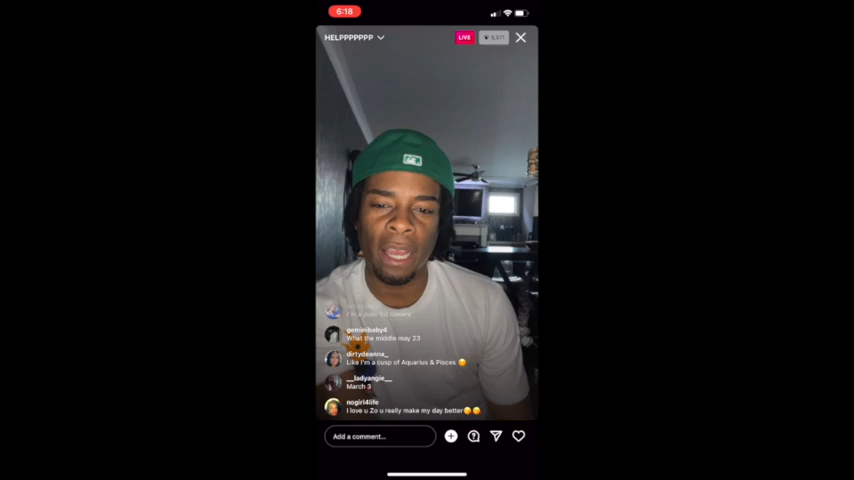 6:18
HELPPPPPPP
LIVE
geminibaby4
What the middle may 23
dirtydeanna_
Like I'm a cusp of Aquarius & Pisces
__ladyangie__
March 3
nogirl4life
I love u Zo u really make my day better
Add a comment...